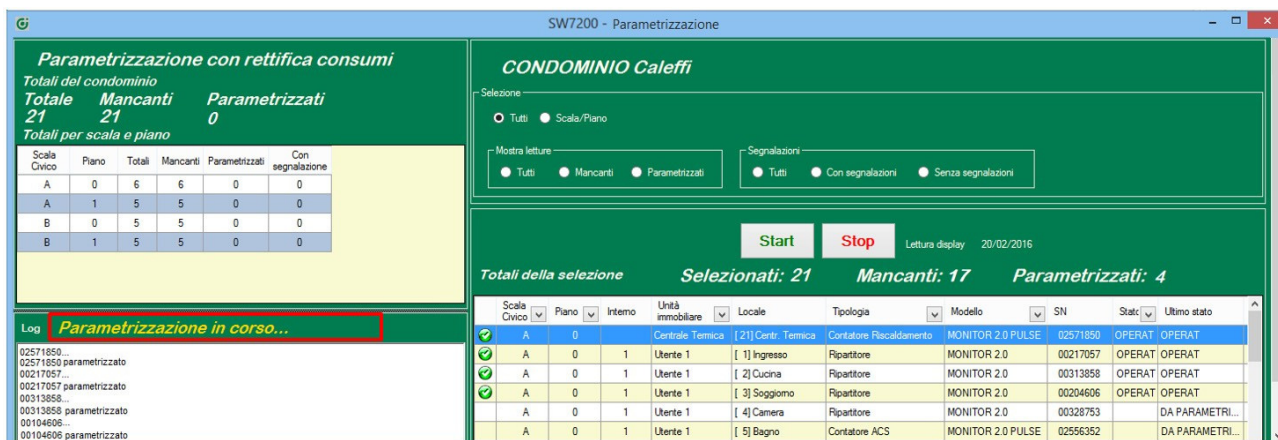 SW7200 - Parametrizzazione
Parametrizzazione con rettifica consumi
Totali del condominio
Totale Mancanti Parametrizzati
21 21 0
Totali per scala e piano
Scala Civico Piano Totali Mancanti Parametrizzati Con segnalazione
A 0 6 6 0 0
A 1 5 5 0 0
B 0 5 5 0 0
B 1 5 5 0 0
Log Parametrizzazione in corso...
02571850...
02571850 parametrizzato
00217057...
00217057 parametrizzato
00313858...
00313858 parametrizzato
00104606...
00104606 parametrizzato
CONDOMINIO Caleffi
Selezione
Tutti Scala/Piano
Mostra letture
Tutti Mancanti Parametrizzati
Segnalazioni
Tutti Con segnalazioni Senza segnalazioni
Start Stop Lettura display 20/02/2016
Totali della selezione Selezionati: 21 Mancanti: 17 Parametrizzati: 4
Scala Civico Piano Interno Unità immobiliare Locale Tipologia Modello SN Statc Ultimo stato
A 0 Centrale Termica [21] Centr. Termica Contatore Riscaldamento MONITOR 2.0 PULSE 02571850 OPERAT OPERAT
A 0 1 Utente 1 [ 1] Ingresso Ripartitore MONITOR 2.0 00217057 OPERAT OPERAT
A 0 1 Utente 1 [ 2] Cucina Ripartitore MONITOR 2.0 00313858 OPERAT OPERAT
A 0 1 Utente 1 [ 3] Soggiorno Ripartitore MONITOR 2.0 00204606 OPERAT OPERAT
A 0 1 Utente 1 [ 4] Camera Ripartitore MONITOR 2.0 00328753 DA PARAMETRI...
A 0 1 Utente 1 [ 5] Bagno Contatore ACS MONITOR 2.0 PULSE 02556352 DA PARAMETRI...